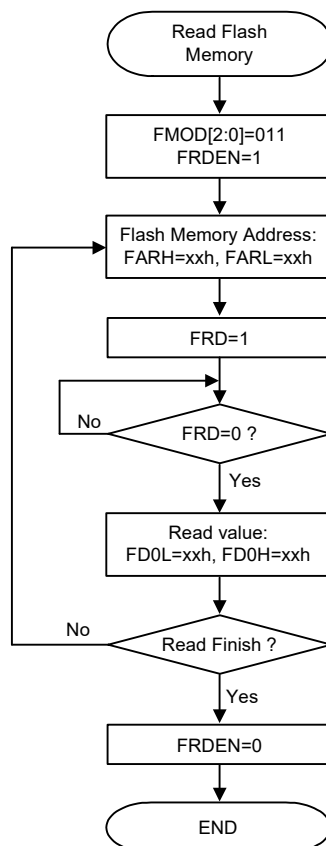 Read Flash
Memory
FMOD[2:0]=011
FRDEN=1
Flash Memory Address:
FARH=xxh, FARL=xxh
FRD=1
No
FRD=0 ?
Yes
Read value:
FD0L=xxh, FD0H=xxh
No
Read Finish ?
Yes
FRDEN=0
END